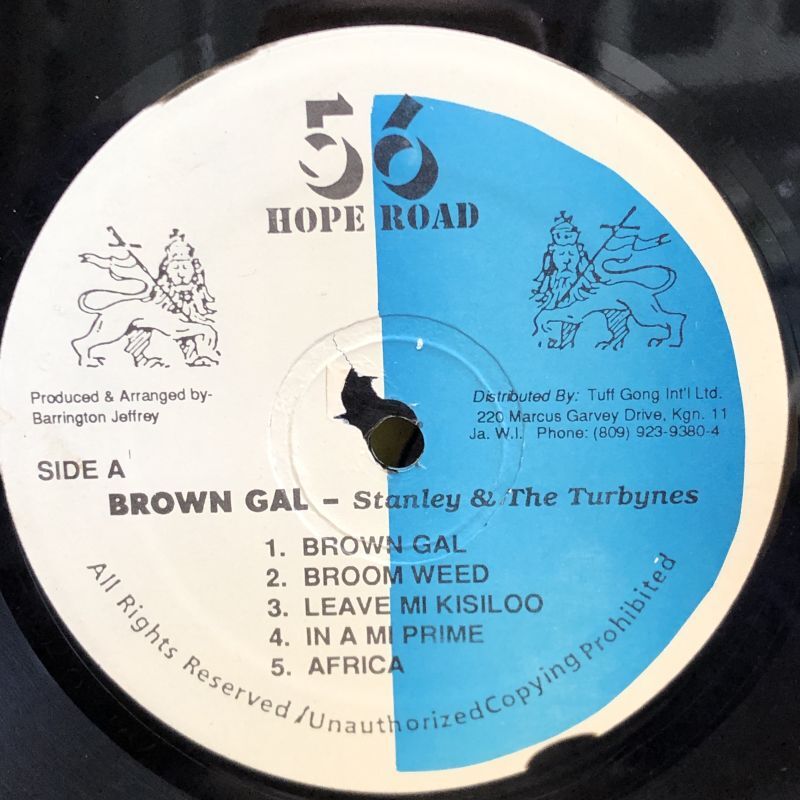 56
HOPE ROAD
Produced & Arranged by-
Barrington Jeffrey
Distributed By: Tuff Gong Int'l Ltd.
220 Marcus Garvey Drive, Kgn. 11
Ja. W.I. Phone: (809) 923-9380-4
SIDE A
BROWN GAL – Stanley & The Turbynes
1. BROWN GAL
2. BROOM WEED
3. LEAVE MI KISILOO
4. IN A MI PRIME
5. AFRICA
All Rights Reserved / Unauthorized Copying Prohibited